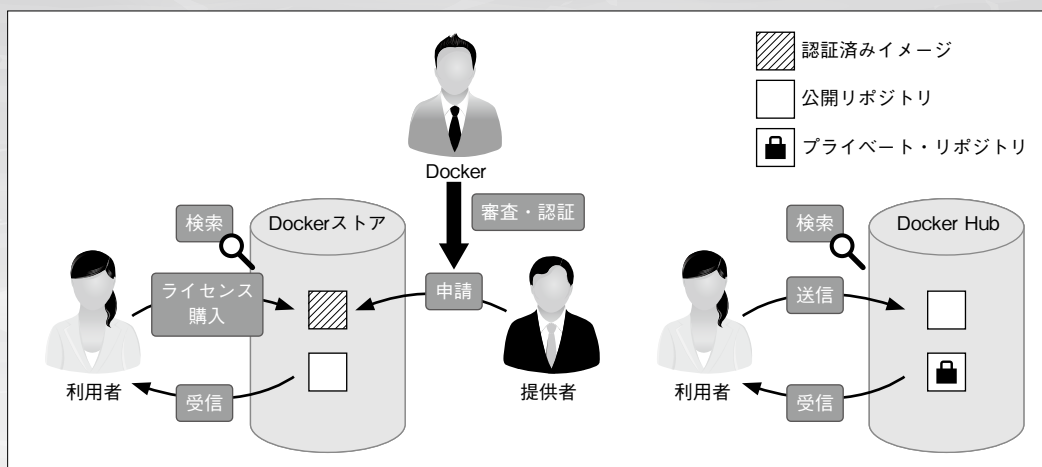 認証済みイメージ
公開リポジトリ
プライベート・リポジトリ
Docker
審査・認証
検索
Dockerストア
ライセンス
購入
申請
受信
利用者
提供者
検索
Docker Hub
送信
受信
利用者